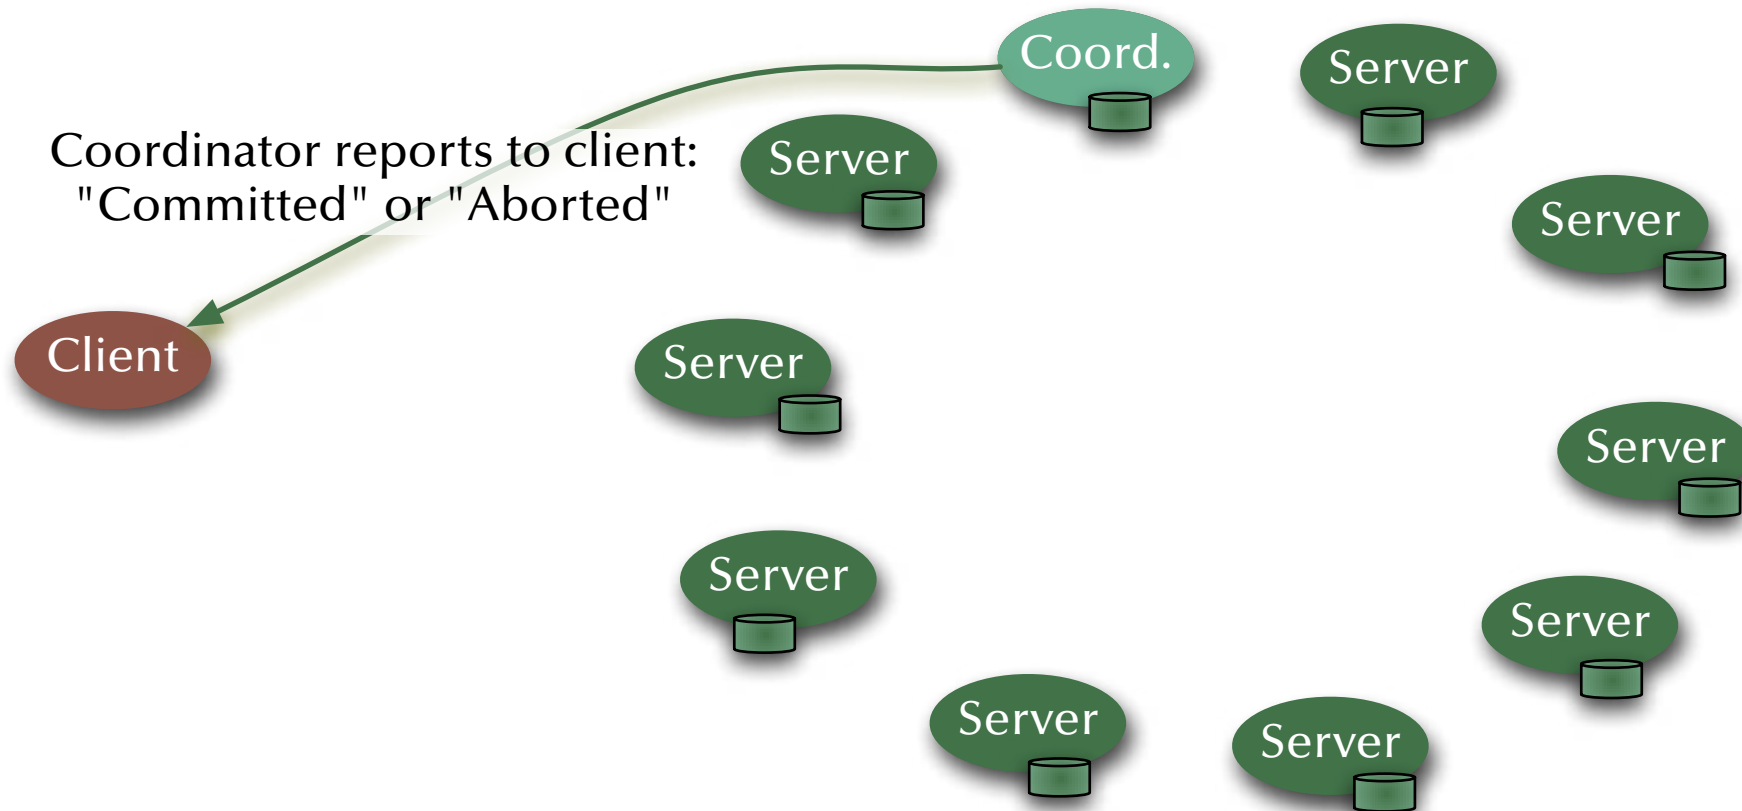 Coord.
Server
Coordinator reports to client:
"Committed" or "Aborted"
Server
Server
Client
Server
Server
Server
Server
Server
Server